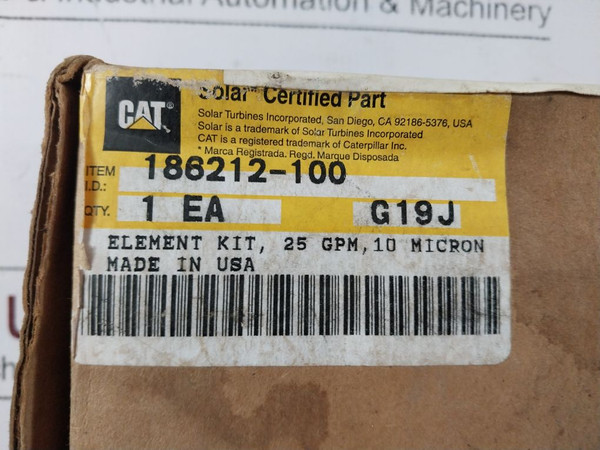 & Industrial Automation & Machinery
CAT®
Solar™ Certified Part
Solar Turbines Incorporated, San Diego, CA 92186-5376, USA
Solar is a trademark of Solar Turbines Incorporated
CAT is a registered trademark of Caterpillar Inc.
* Marca Registrada. Regd. Marque Disposada
ITEM I.D.: 186212-100
QTY. 1 EA G19J
ELEMENT KIT, 25 GPM,10 MICRON
MADE IN USA